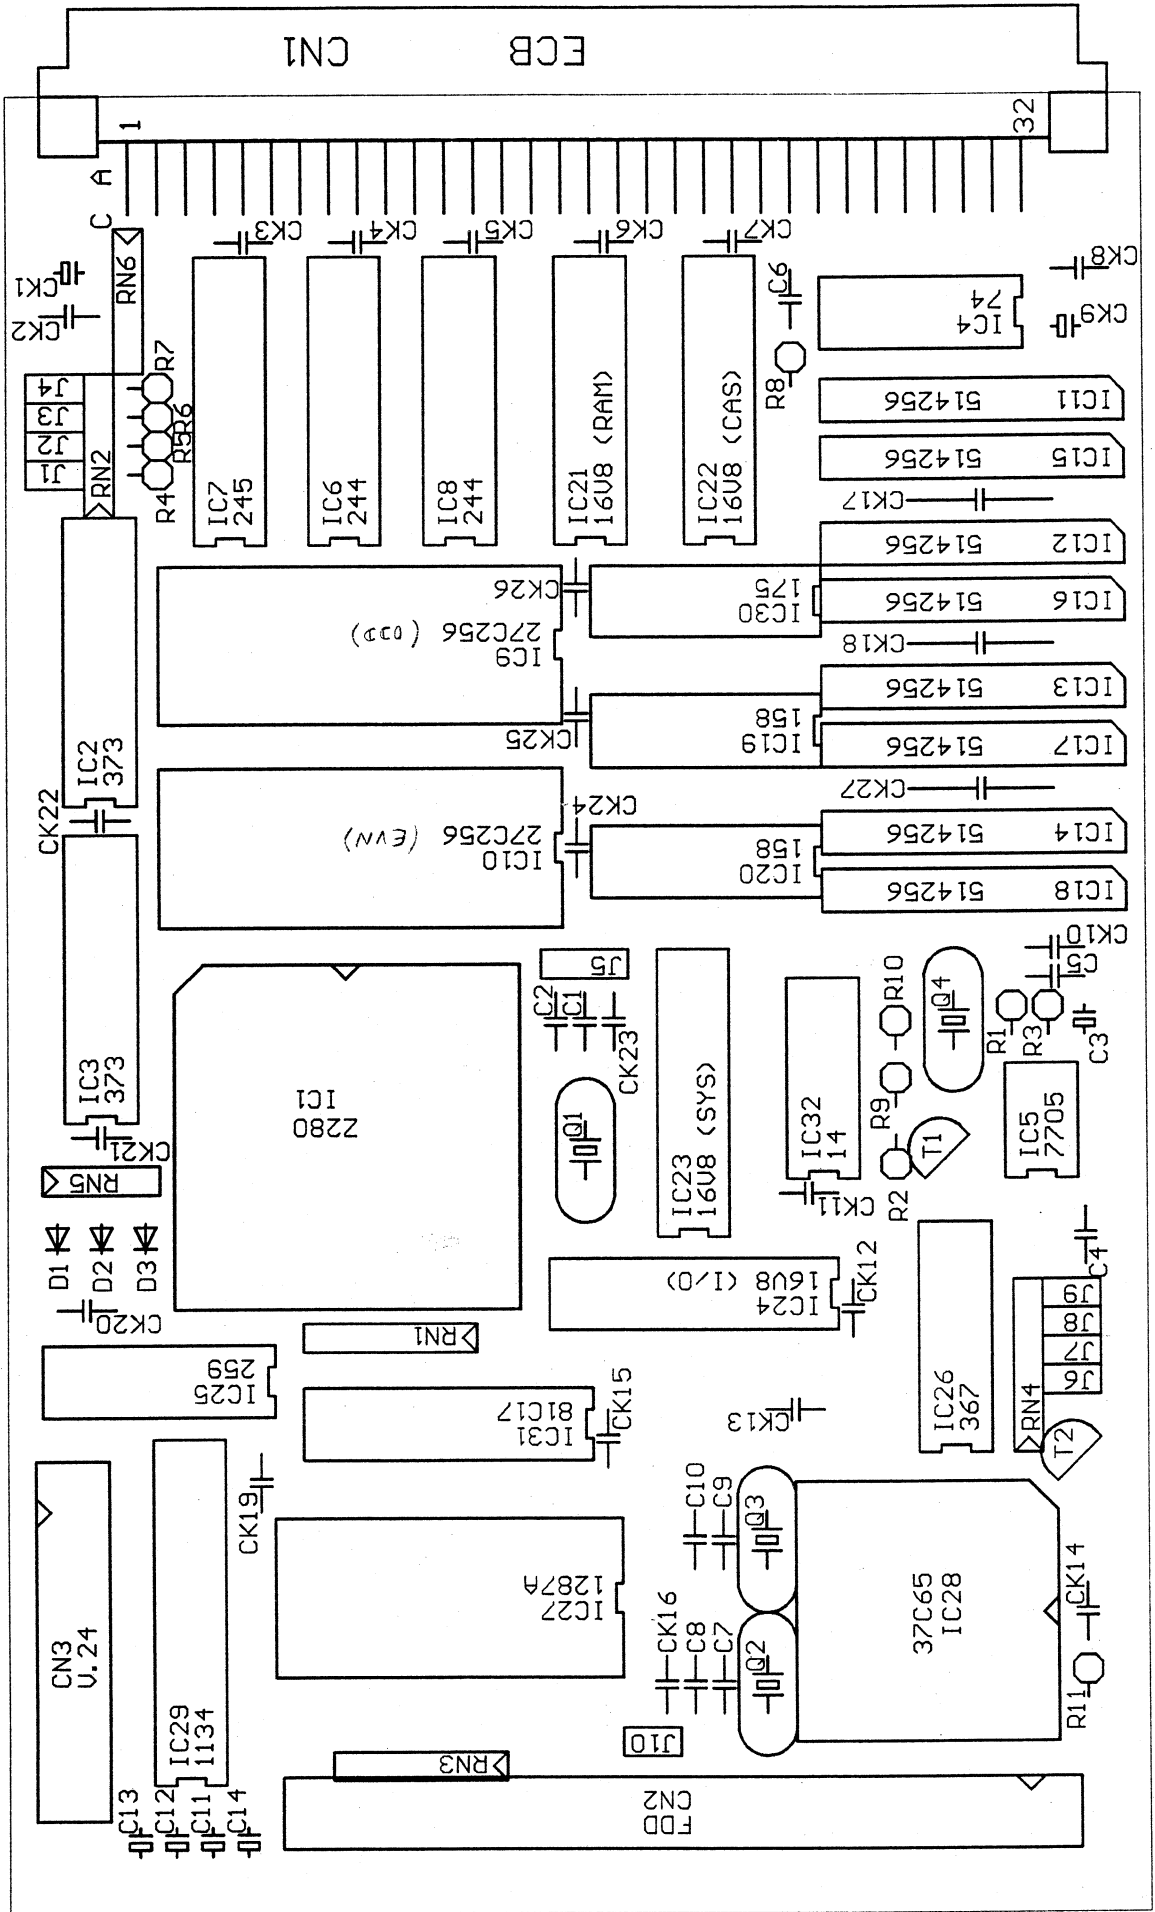 CN1
ECB
1
32
A
C
CK1
CK2
RN6
CK3
CK4
CK5
CK6
CK7
CK8
C6
CK9
IC4
74
J4
J3
J2
J1
RN2
R7
R6
R5
R4
IC7
245
IC6
244
IC8
244
IC21
16V8 (RAM)
IC22
16V8 (CAS)
R8
IC11
514256
IC15
514256
CK17
IC12
514256
IC16
514256
CK18
IC13
514256
IC17
514256
CK27
IC14
514256
IC18
514256
IC2
373
CK22
IC9
27C256 (ODD)
CK26
IC30
175
CK25
IC19
158
IC10
27C256 (EVN)
CK24
IC20
158
IC3
373
CK21
IC1
Z280
J5
C2
C1
CK23
Q1
IC23
16V8 (SYS)
IC32
14
CK11
R10
R9
R2
T1
Q4
CK10
C5
R1
R3
C3
IC5
7705
RN5
D1
D2
D3
CK20
IC24
16V8 (I/O)
CK12
C4
J9
J8
J7
J6
RN4
T2
IC26
367
RN1
IC25
259
IC31
81C17
CK15
CK13
CN3
V.24
CK19
IC29
1134
IC27
1287A
C10
C9
Q3
CK16
C8
C7
Q2
37C65
IC28
CK14
R11
J10
RN3
C13
C12
C11
C14
CN2
FDD